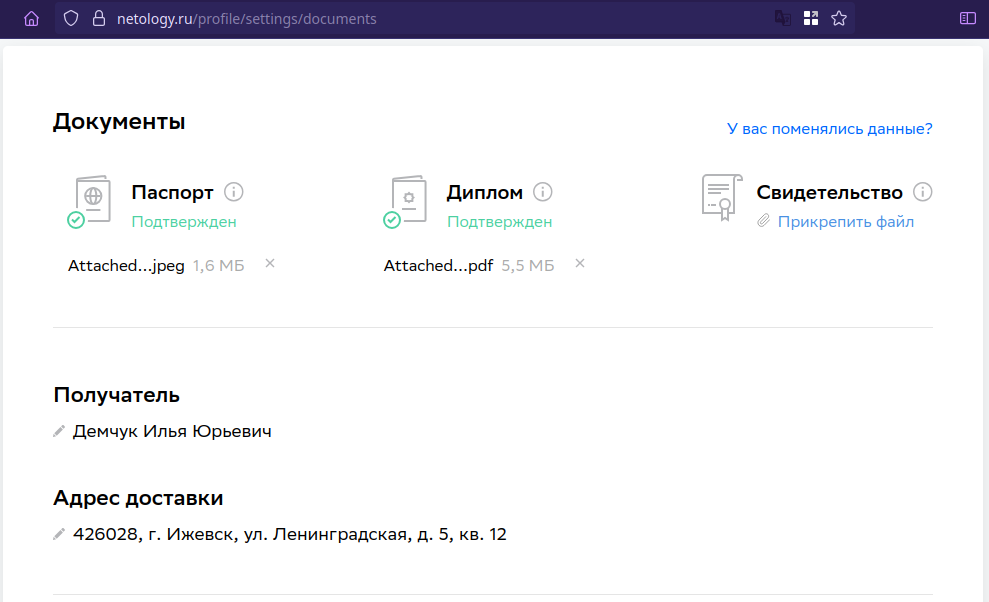 netology.ru/profile/settings/documents
Документы
У вас поменялись данные?
Паспорт
Подтвержден
Attached...jpeg 1,6 МБ
Диплом
Подтвержден
Attached...pdf 5,5 МБ
Свидетельство
Прикрепить файл
Получатель
Демчук Илья Юрьевич
Адрес доставки
426028, г. Ижевск, ул. Ленинградская, д. 5, кв. 12